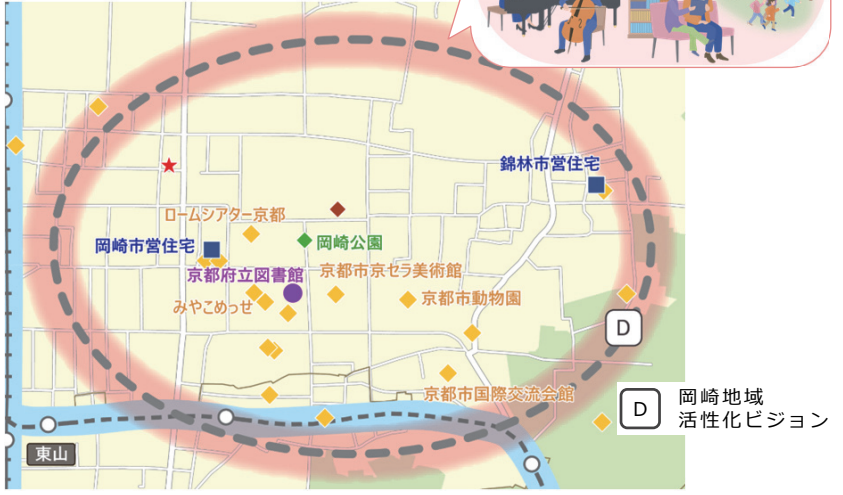 錦林市営住宅
ロームシアター京都
岡崎市営住宅
岡崎公園
京都府立図書館
京都市京セラ美術館
みやこめっせ
京都市動物園
D
京都市国際交流会館
D
岡崎地域
活性化ビジョン
東山